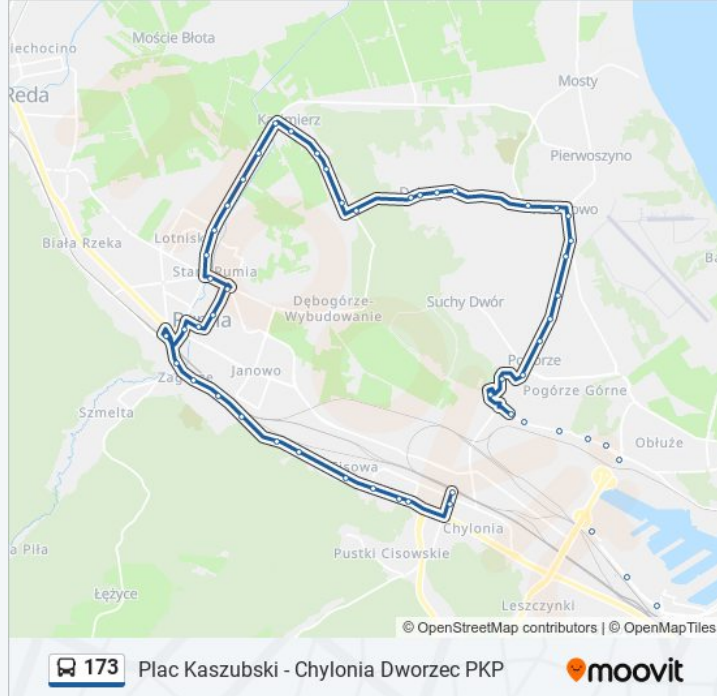 Moście Błota
Reda
Mosty
Kazimierz
Pierwoszyno
Biała Rzeka
Lotnisko
Stara Rumia
Rumia
Dębogórze-
Wybudowanie
Suchy Dwór
Janowo
Pogórze
Zagórze
Pogórze Górne
Szmelta
Obłuże
Cisowa
Chylonia
Pustki Cisowskie
a Piła
Łężyce
Leszczynki
© OpenStreetMap contributors | © OpenMapTiles
173 Plac Kaszubski - Chylonia Dworzec PKP
moovit